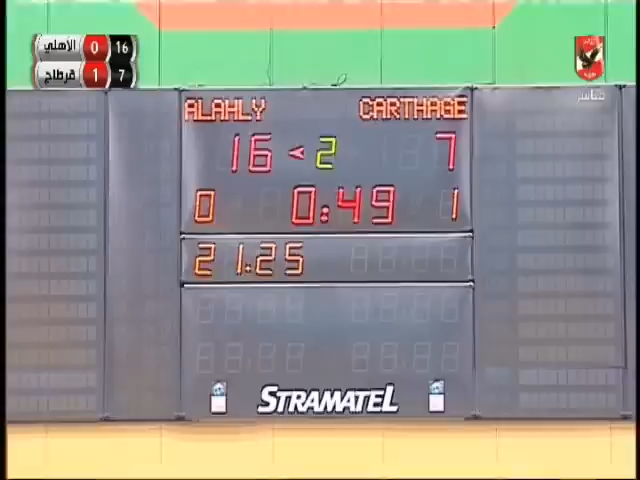 الأهلي 0 16
قرطاج 1 7
مباشر
ALAHLY CARTHAGE
16 < 2 7
0 0:49 1
21:25
STRAMATEL